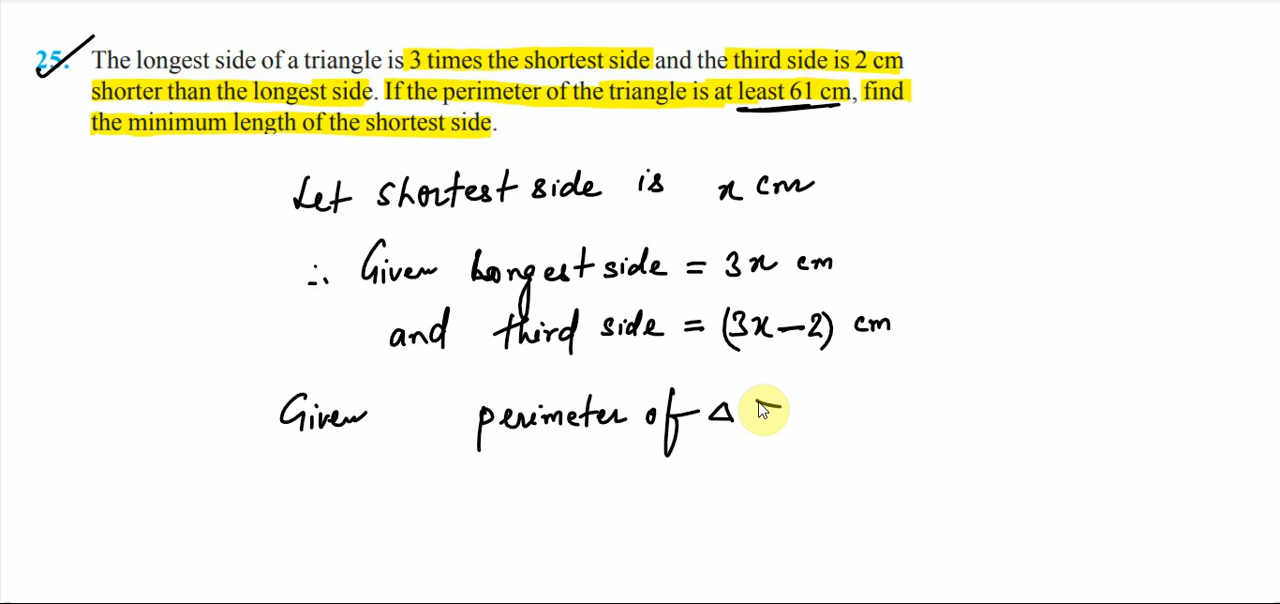 25. The longest side of a triangle is 3 times the shortest side and the third side is 2 cm
shorter than the longest side. If the perimeter of the triangle is at least 61 cm, find
the minimum length of the shortest side.
Let shortest side is x cm
∴ Given longest side = 3x cm
and third side = (3x-2) cm
Given perimeter of Δ